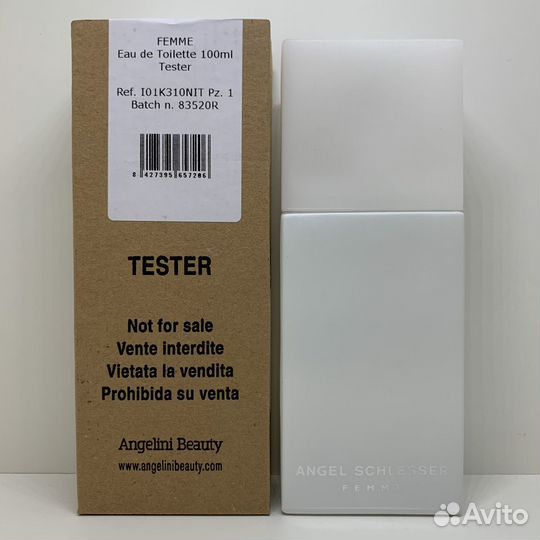 FEMME
Eau de Toilette 100ml
Tester
Ref. I01K310NIT Pz. 1
Batch n. 83520R
8 427395 657206
TESTER
Not for sale
Vente interdite
Vietata la vendita
Prohibida su venta
Angelini Beauty
www.angelinibeauty.com
ANGEL SCHLESSER
FEMME
Avito